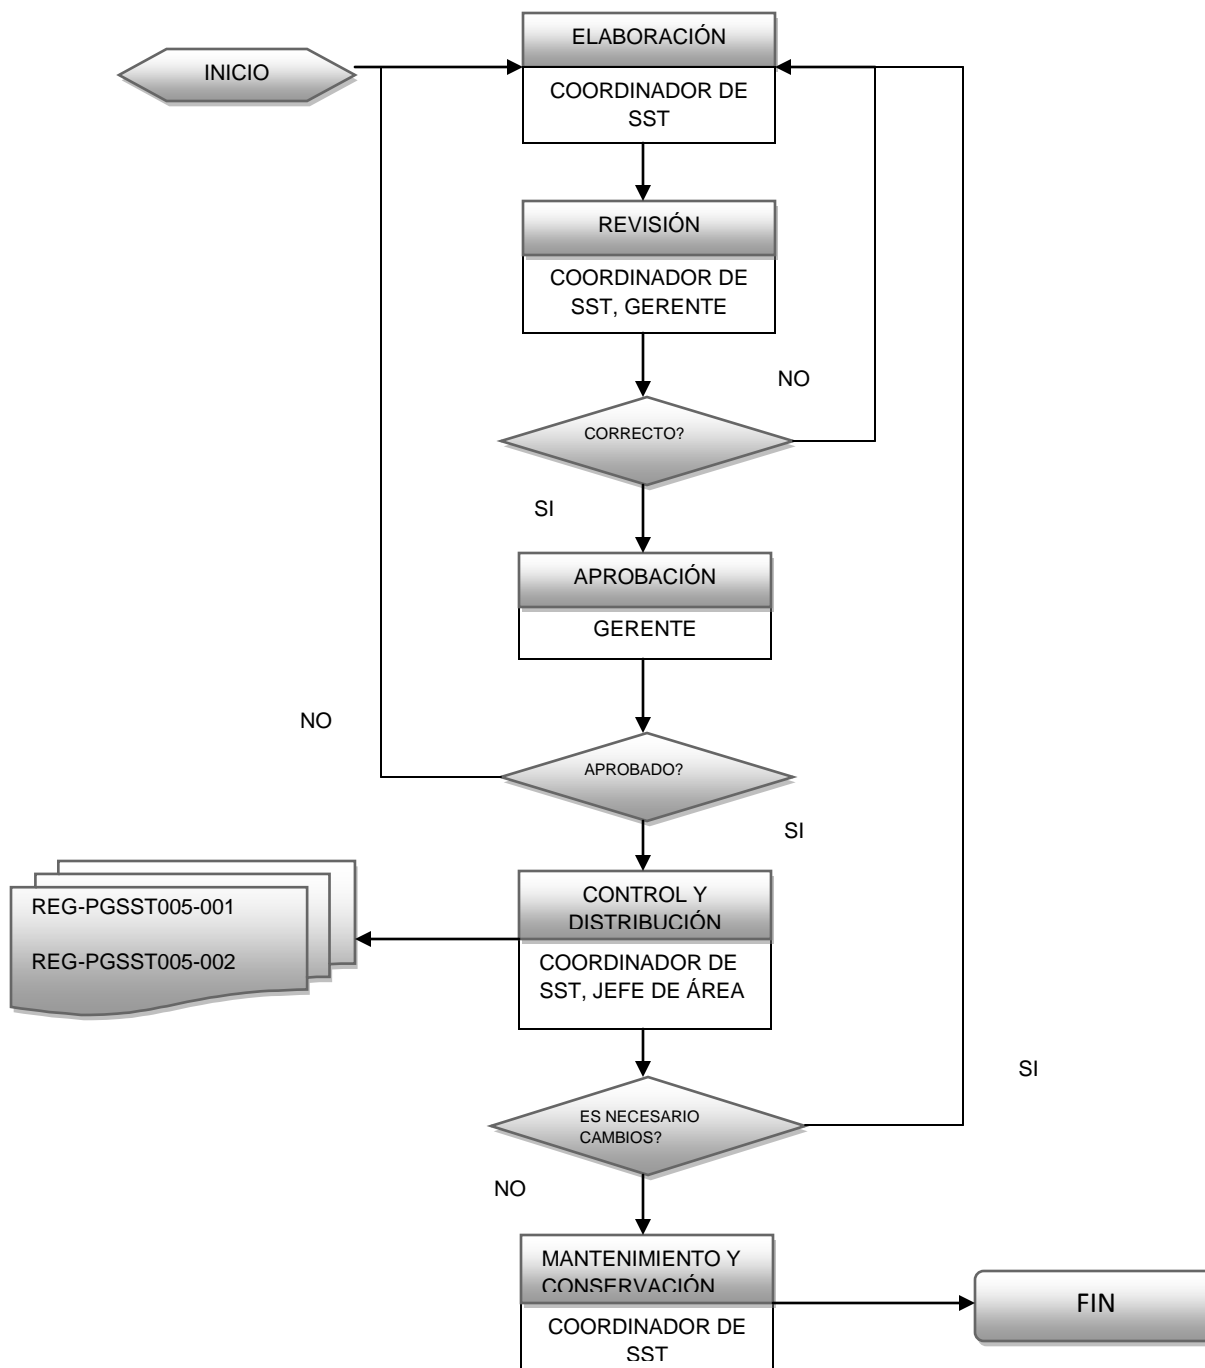 ELABORACIÓN
INICIO
COORDINADOR DE
SST
REVISIÓN
COORDINADOR DE
SST, GERENTE
NO
CORRECTO?
SI
APROBACIÓN
GERENTE
NO
APROBADO?
SI
CONTROL Y
DISTRIBUCIÓN
REG-PGSST005-001
REG-PGSST005-002
COORDINADOR DE
SST, JEFE DE ÁREA
SI
ES NECESARIO
CAMBIOS?
NO
MANTENIMIENTO Y
CONSERVACIÓN
FIN
COORDINADOR DE
SST